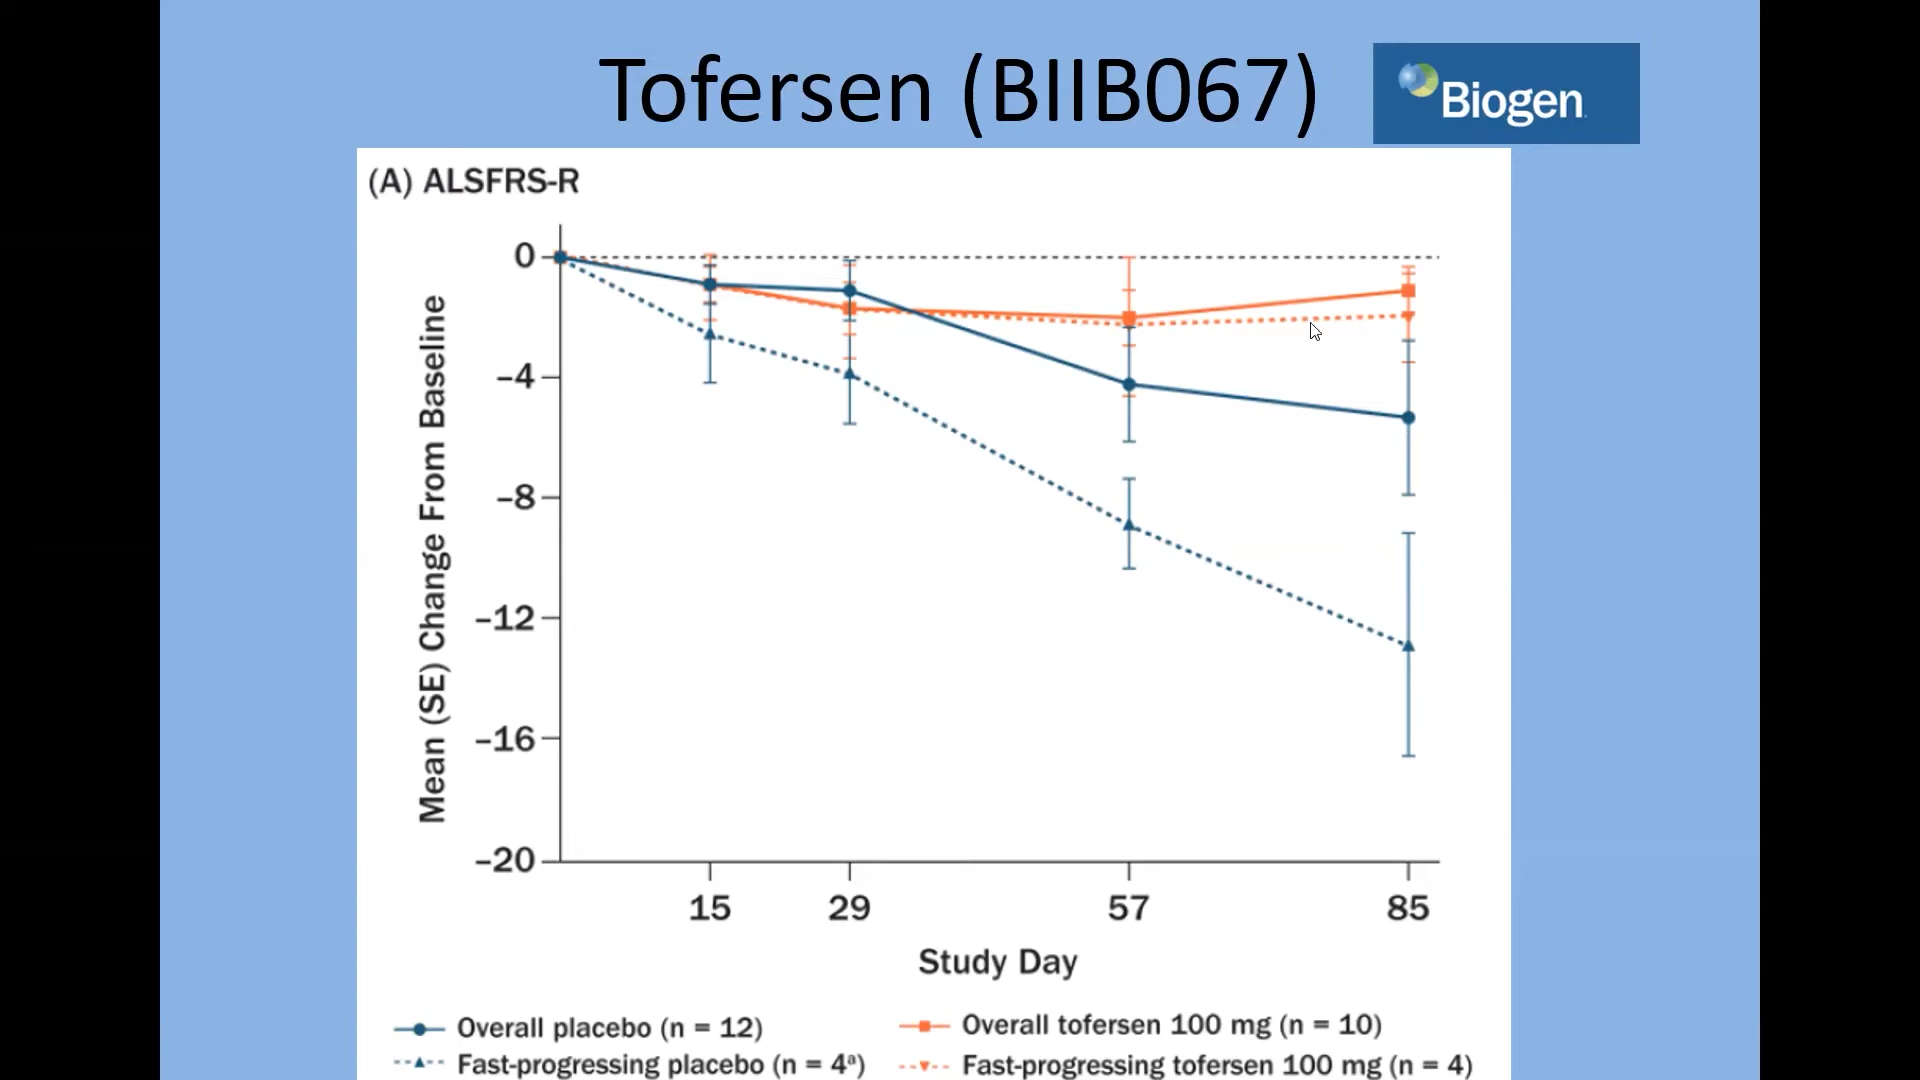 Tofersen (BIIB067)
Biogen
(A) ALSFRS-R
Mean (SE) Change From Baseline
0
–4
–8
–12
–16
–20
15 29 57 85
Study Day
Overall placebo (n = 12)
Overall tofersen 100 mg (n = 10)
Fast-progressing placebo (n = 4ᵃ)
Fast-progressing tofersen 100 mg (n = 4)